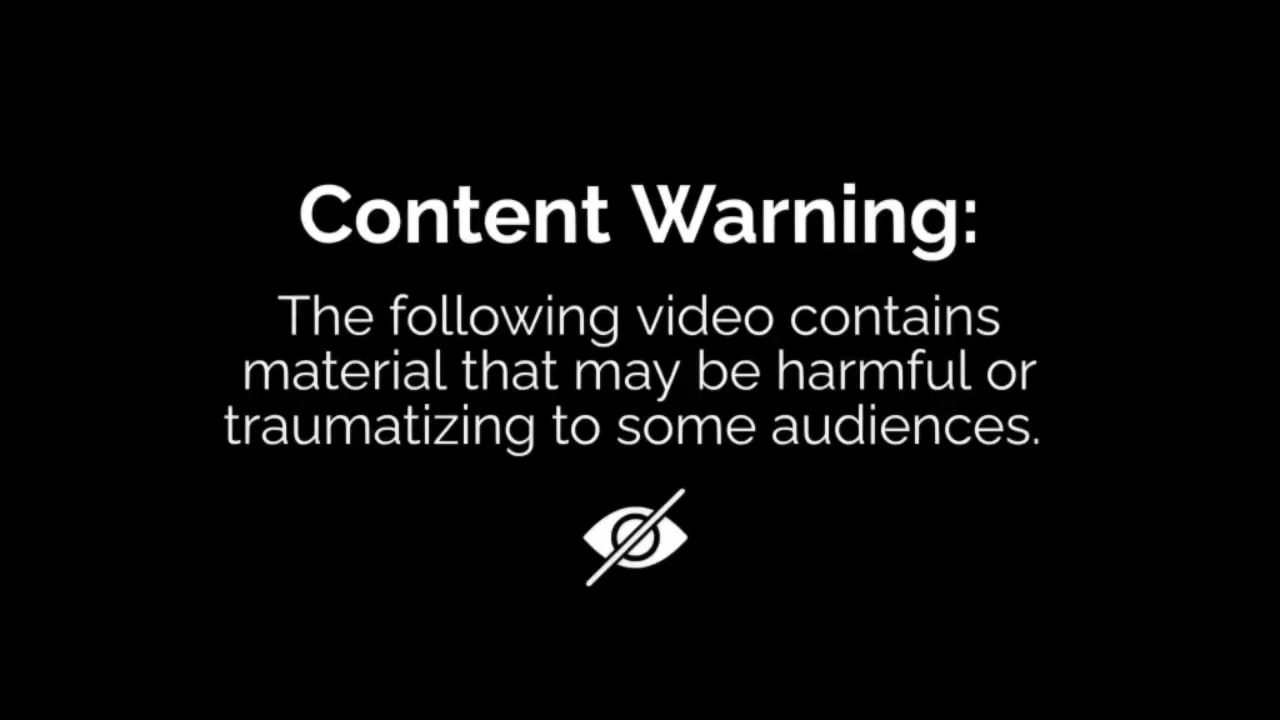 Content Warning:
The following video contains
material that may be harmful or
traumatizing to some audiences.